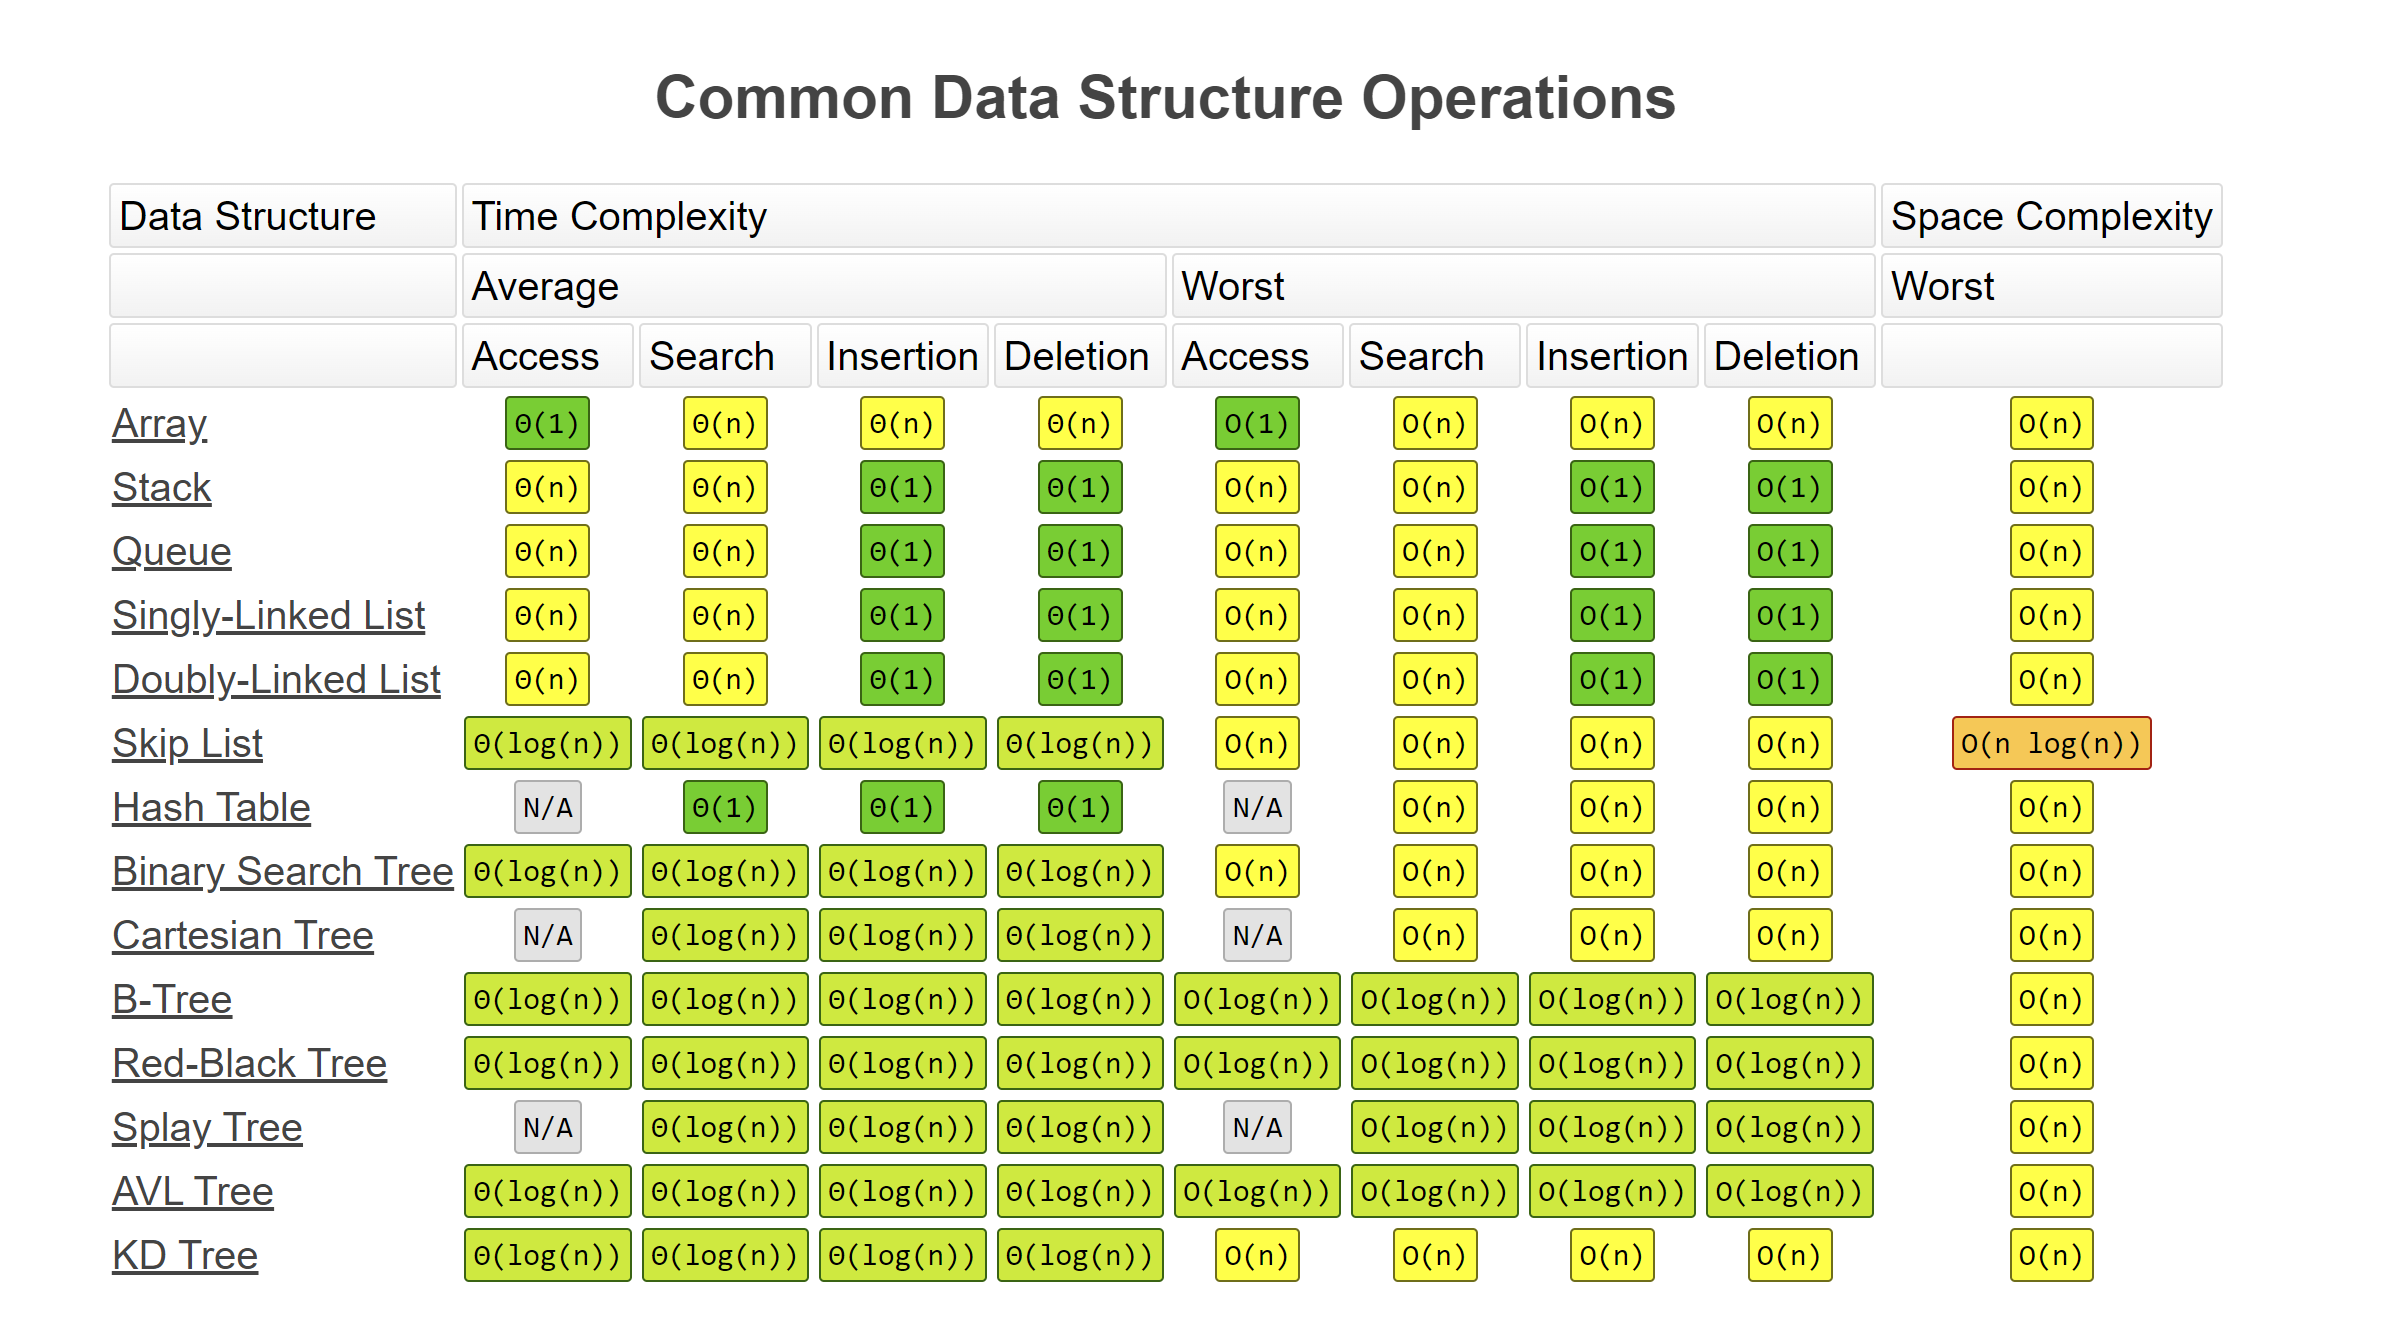 Common Data Structure Operations
Data Structure Time Complexity Space Complexity
Average Worst Worst
Access Search Insertion Deletion Access Search Insertion Deletion
Array Θ(1) Θ(n) Θ(n) Θ(n) O(1) O(n) O(n) O(n) O(n)
Stack Θ(n) Θ(n) Θ(1) Θ(1) O(n) O(n) O(1) O(1) O(n)
Queue Θ(n) Θ(n) Θ(1) Θ(1) O(n) O(n) O(1) O(1) O(n)
Singly-Linked List Θ(n) Θ(n) Θ(1) Θ(1) O(n) O(n) O(1) O(1) O(n)
Doubly-Linked List Θ(n) Θ(n) Θ(1) Θ(1) O(n) O(n) O(1) O(1) O(n)
Skip List Θ(log(n)) Θ(log(n)) Θ(log(n)) Θ(log(n)) O(n) O(n) O(n) O(n) O(n log(n))
Hash Table N/A Θ(1) Θ(1) Θ(1) N/A O(n) O(n) O(n) O(n)
Binary Search Tree Θ(log(n)) Θ(log(n)) Θ(log(n)) Θ(log(n)) O(n) O(n) O(n) O(n) O(n)
Cartesian Tree N/A Θ(log(n)) Θ(log(n)) Θ(log(n)) N/A O(n) O(n) O(n) O(n)
B-Tree Θ(log(n)) Θ(log(n)) Θ(log(n)) Θ(log(n)) O(log(n)) O(log(n)) O(log(n)) O(log(n)) O(n)
Red-Black Tree Θ(log(n)) Θ(log(n)) Θ(log(n)) Θ(log(n)) O(log(n)) O(log(n)) O(log(n)) O(log(n)) O(n)
Splay Tree N/A Θ(log(n)) Θ(log(n)) Θ(log(n)) N/A O(log(n)) O(log(n)) O(log(n)) O(n)
AVL Tree Θ(log(n)) Θ(log(n)) Θ(log(n)) Θ(log(n)) O(log(n)) O(log(n)) O(log(n)) O(log(n)) O(n)
KD Tree Θ(log(n)) Θ(log(n)) Θ(log(n)) Θ(log(n)) O(n) O(n) O(n) O(n) O(n)